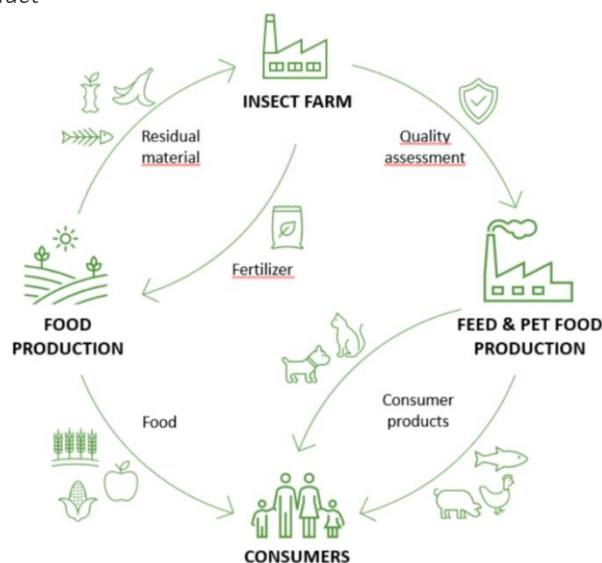 INSECT FARM
Residual
material
Quality
assessment
Fertilizer
FOOD
PRODUCTION
FEED & PET FOOD
PRODUCTION
Food
Consumer
products
CONSUMERS